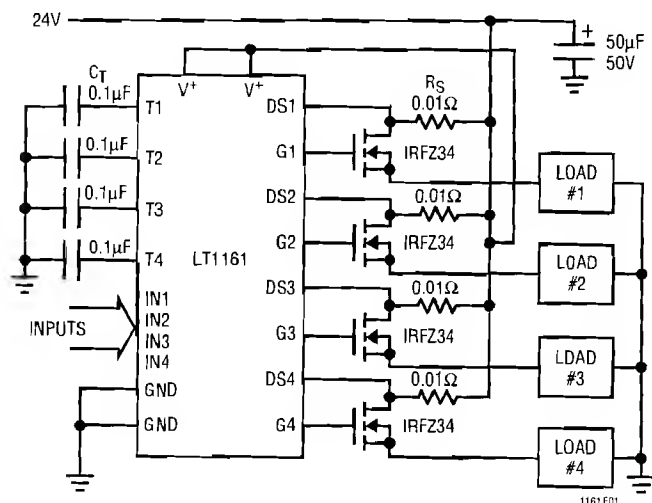 24V
+
50µF
50V
CT
0.1µF
0.1µF
0.1µF
0.1µF
T1
T2
T3
T4
V+
V+
LT1161
DS1
G1
DS2
G2
DS3
G3
DS4
G4
RS
0.01Ω
IRFZ34
0.01Ω
IRFZ34
0.01Ω
IRFZ34
0.01Ω
IRFZ34
LOAD
#1
LOAD
#2
LDAD
#3
LOAD
#4
INPUTS
IN1
IN2
IN3
IN4
GND
GND
1161 F01